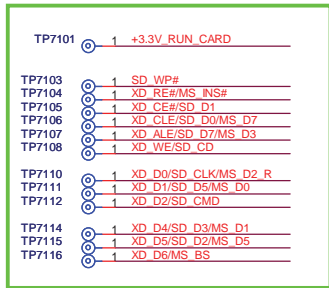 TP7101 1 +3.3V_RUN_CARD
TP7103 1 SD_WP#
TP7104 1 XD_RE#/MS_INS#
TP7105 1 XD_CE#/SD_D1
TP7106 1 XD_CLE/SD_D0/MS_D7
TP7107 1 XD_ALE/SD_D7/MS_D3
TP7108 1 XD_WE/SD_CD
TP7110 1 XD_D0/SD_CLK/MS_D2_R
TP7111 1 XD_D1/SD_D5/MS_D0
TP7112 1 XD_D2/SD_CMD
TP7114 1 XD_D4/SD_D3/MS_D1
TP7115 1 XD_D5/SD_D2/MS_D5
TP7116 1 XD_D6/MS_BS